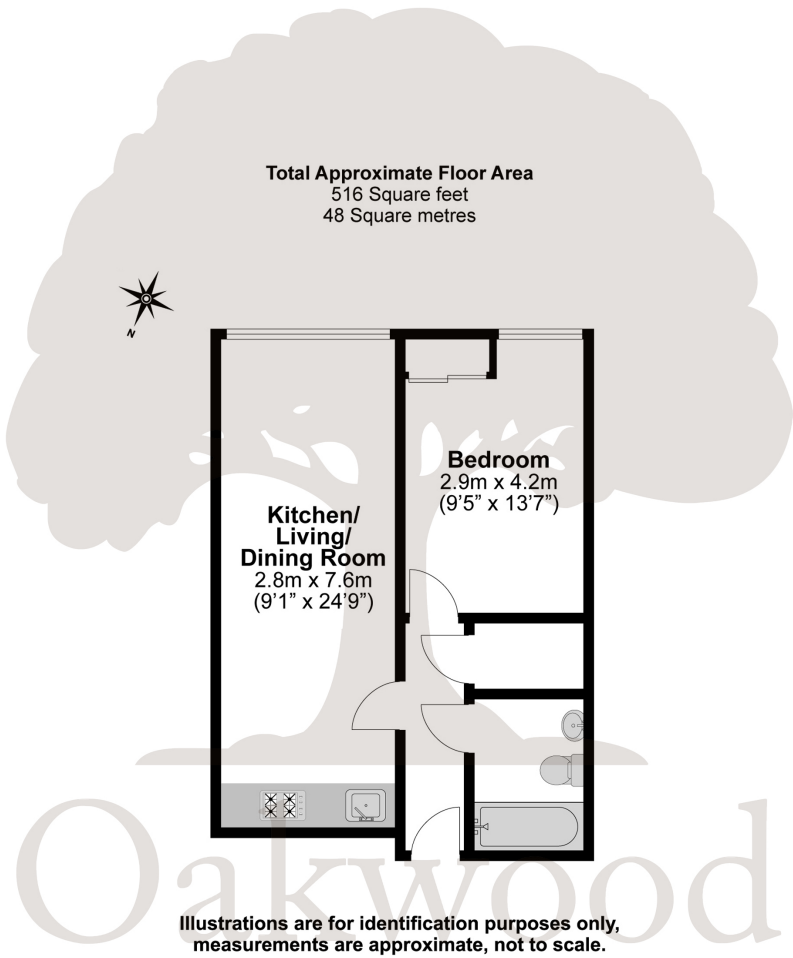 Total Approximate Floor Area
516 Square feet
48 Square metres
N
Bedroom
2.9m x 4.2m
(9’5” x 13’7”)
Kitchen/
Living/
Dining Room
2.8m x 7.6m
(9’1” x 24’9”)
Oakwood
Illustrations are for identification purposes only,
measurements are approximate, not to scale.